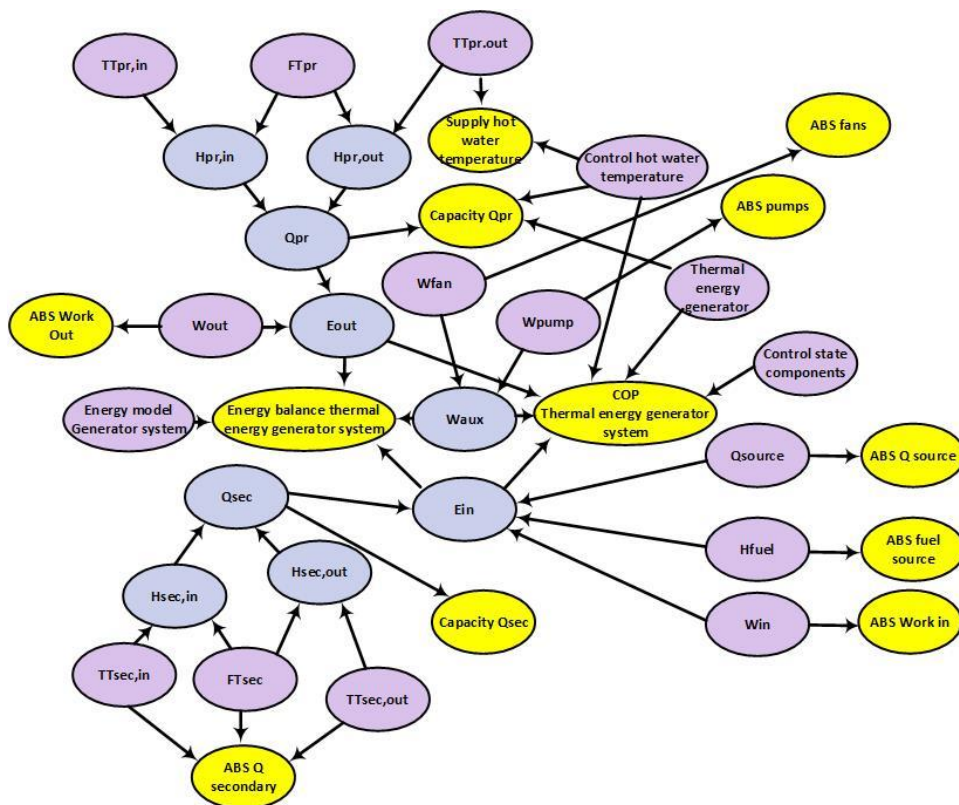 TTpr,in
FTpr
TTpr.out
Supply hot
water
temperature
ABS fans
Hpr,in
Hpr,out
Control hot water
temperature
ABS pumps
Capacity Qpr
Qpr
Wfan
Thermal
energy
generator
ABS Work
Out
Wout
Eout
Wpump
Control state
components
Energy model
Generator system
Energy balance thermal
energy generator system
Waux
COP
Thermal energy generator
system
Qsource
ABS Q source
Qsec
Ein
Hfuel
ABS fuel
source
Hsec,in
Hsec,out
Capacity Qsec
Win
ABS Work in
TTsec,in
FTsec
TTsec,out
ABS Q
secondary